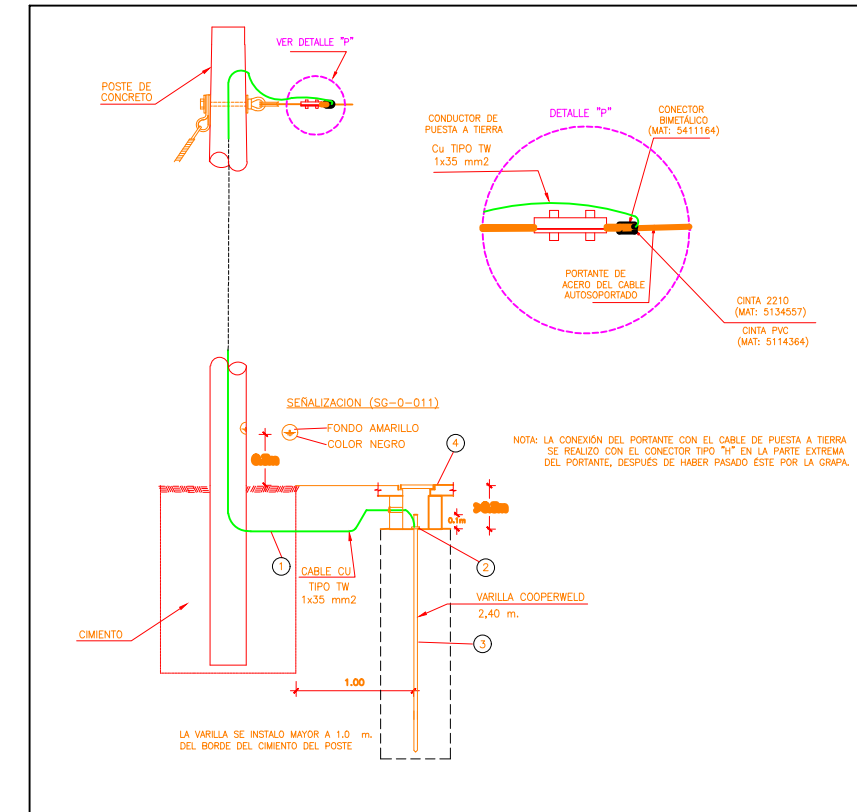 VER DETALLE "P"
POSTE DE
CONCRETO
CONDUCTOR DE
PUESTA A TIERRA
Cu TIPO TW
1x35 mm2
DETALLE "P"
CONECTOR
BIMETÁLICO
(MAT: 5411164)
PORTANTE DE
ACERO DEL CABLE
AUTOSOPORTADO
CINTA 2210
(MAT: 5134557)
CINTA PVC
(MAT: 5114364)
SEÑALIZACION (SG-0-011)
FONDO AMARILLO
COLOR NEGRO
4
NOTA: LA CONEXIÓN DEL PORTANTE CON EL CABLE DE PUESTA A TIERRA
SE REALIZO CON EL CONECTOR TIPO "H" EN LA PARTE EXTREMA
DEL PORTANTE, DESPUÉS DE HABER PASADO ÉSTE POR LA GRAPA.
0.1m
1
2
CABLE CU
TIPO TW
1x35 mm2
VARILLA COOPERWELD
2,40 m.
CIMIENTO
3
1.00
LA VARILLA SE INSTALO MAYOR A 1.0 m.
DEL BORDE DEL CIMIENTO DEL POSTE